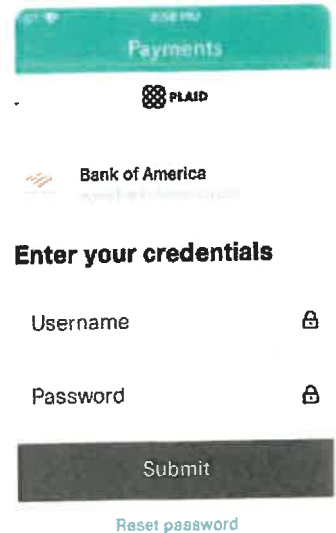 Payments
PLAID
Bank of America
Enter your credentials
Username
Password
Submit
Reset password